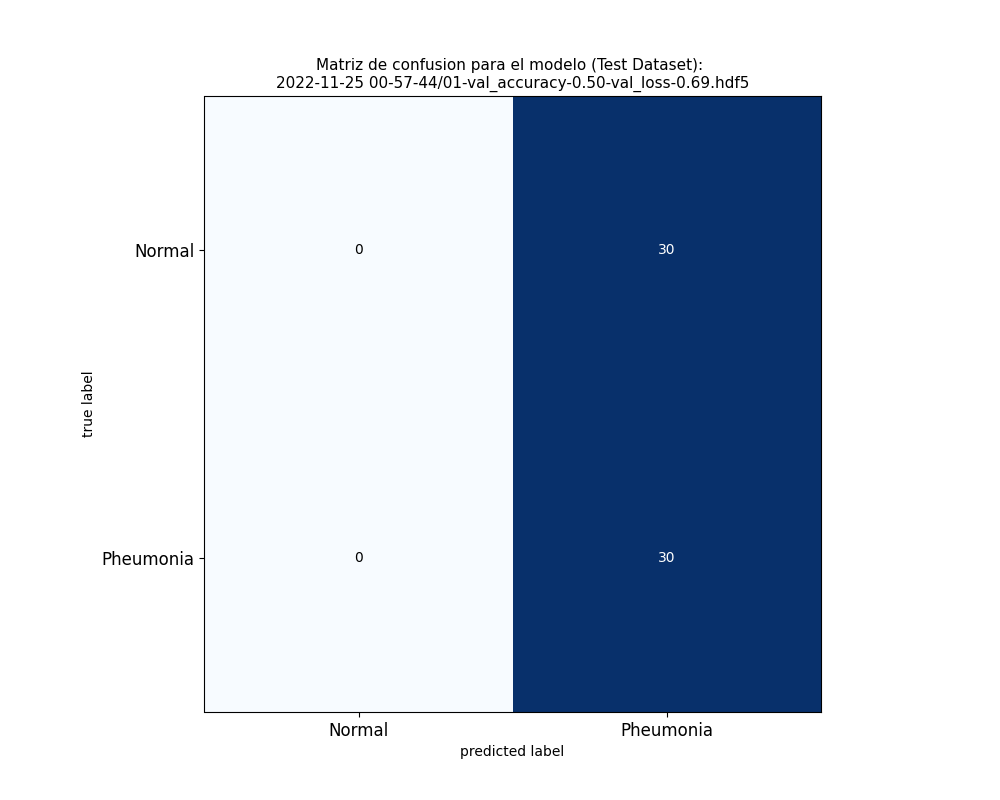 Matriz de confusion para el modelo (Test Dataset):
2022-11-25 00-57-44/01-val_accuracy-0.50-val_loss-0.69.hdf5
Normal
0
30
true label
Pheumonia
0
30
Normal
Pheumonia
predicted label